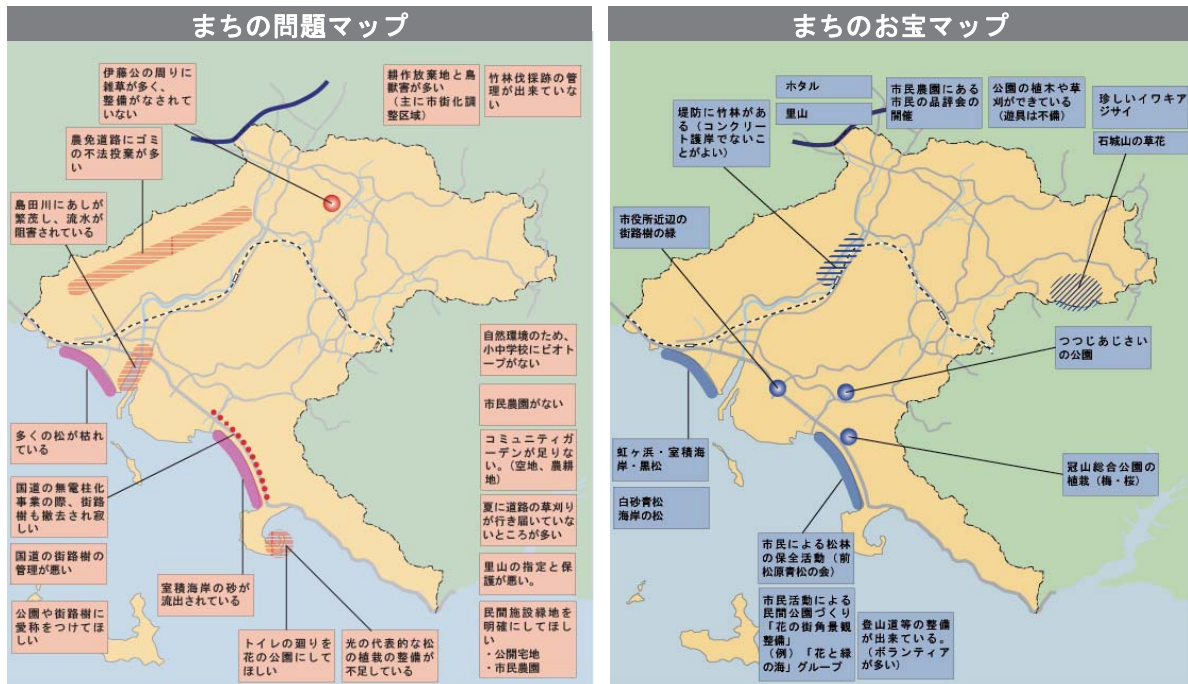 まちの問題マップ
伊藤公の周りに
雑草が多く、
整備がなされて
いない
耕作放棄地と鳥
獣害が多い
(主に市街化調
整区域)
竹林伐採跡の管
理が出来ていな
い
農免道路にゴミ
の不法投棄が多
い
島田川にあしが
繁茂し、流水が
阻害されている
自然環境のため、
小中学校にビオト
ープがない
市民農園がない
多くの松が枯れ
ている
コミュニティガ
ーデンが足りな
い。(空地、農耕
地)
国道の無電柱化
事業の際、街路
樹も撤去され寂
しい
夏に道路の草刈り
が行き届いていな
いところが多い
国道の街路樹の
管理が悪い
室積海岸の砂が
流出されている
里山の指定と保
護が悪い。
公園や街路樹に
愛称をつけてほ
しい
トイレの廻りを
花の公園にして
ほしい
光の代表的な松
の植栽の整備が
不足している
民間施設緑地を
明確にしてほし
い
・公開宅地
・市民農園
まちのお宝マップ
ホタル
里山
堤防に竹林があ
る(コンクリー
ト護岸でないこ
とがよい)
市民農園にある
市民の品評会の
開催
公園の植木や草
刈ができている
(遊具は不備)
珍しいイワキア
ジサイ
石城山の草花
市役所近辺の
街路樹の緑
つつじあじさい
の公園
虹ヶ浜・室積海
岸・黒松
冠山総合公園の
植栽(梅・桜)
白砂青松
海岸の松
市民による松林
の保全活動(前
松原青松の会)
市民活動による
民間公園づくり
「花の街角景観
整備」
(例)「花と緑
の海」グループ
登山道等の整備
が出来ている。
(ボランティア
が多い)